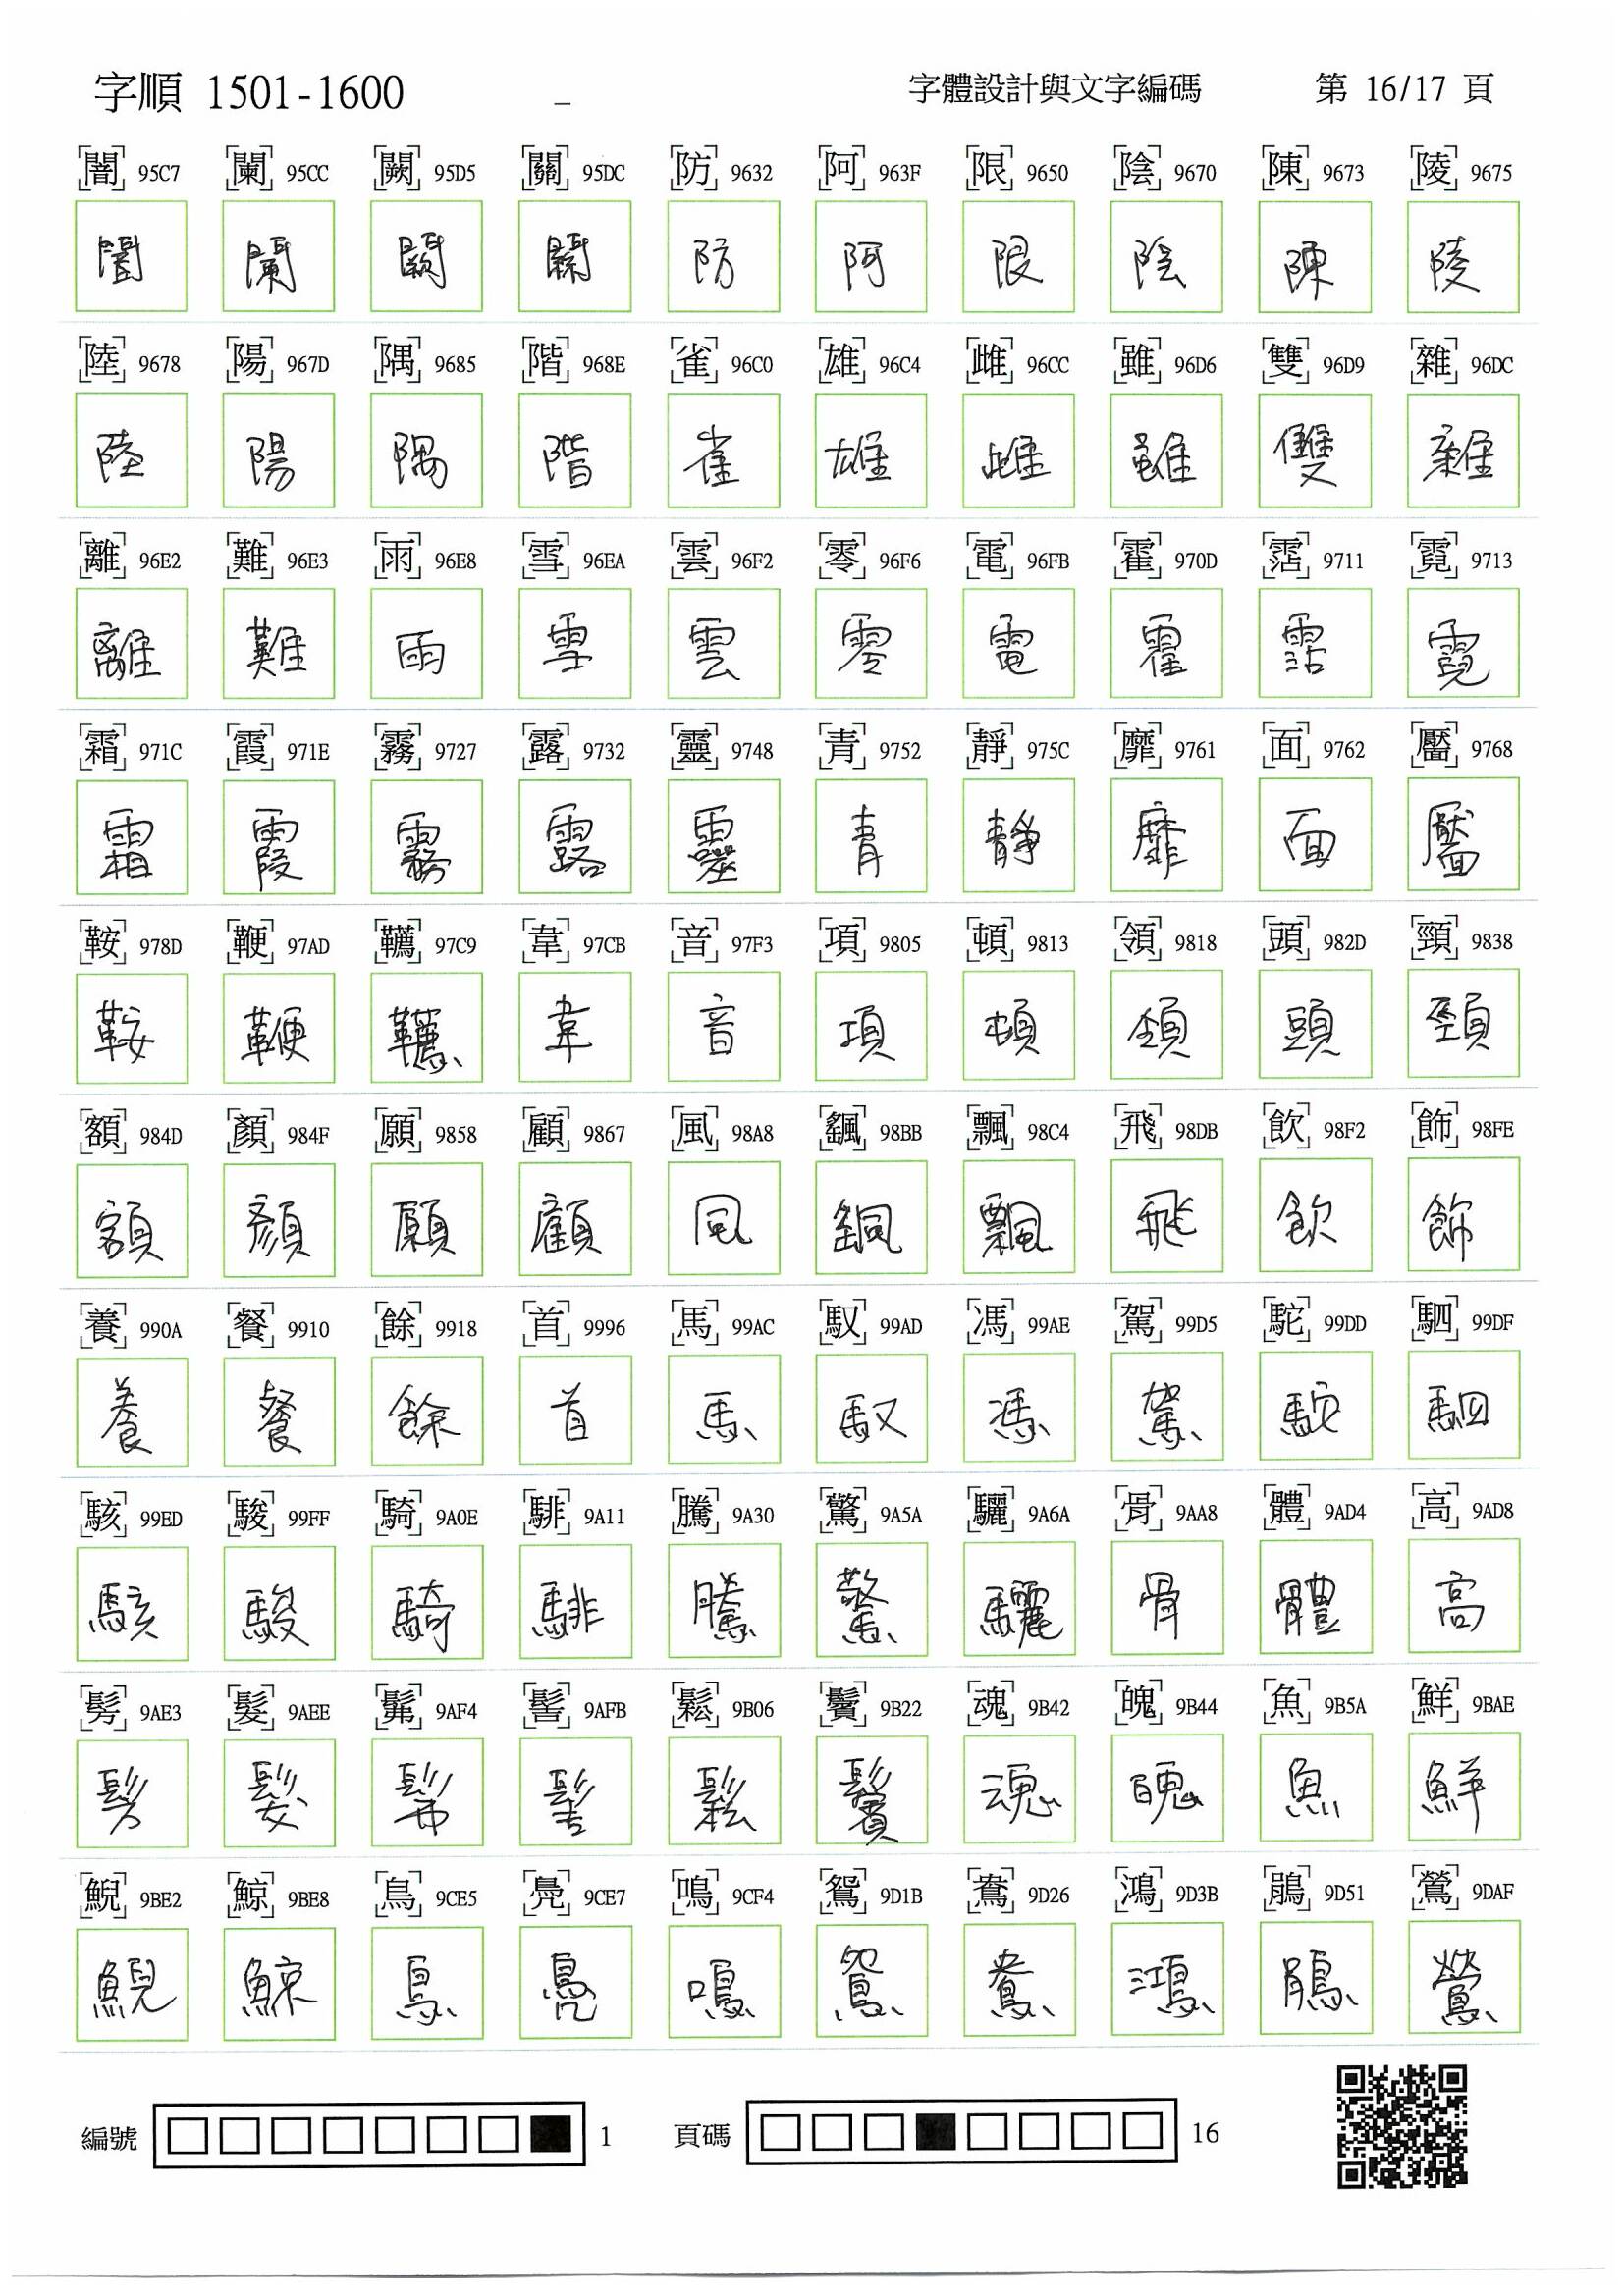 字順 1501-1600 _ 字體設計與文字編碼 第 16/17 頁
闇 95C7 闌 95CC 闕 95D5 關 95DC 防 9632 阿 963F 限 9650 陰 9670 陳 9673 陵 9675
闇 闌 闕 關 防 阿 限 陰 陳 陵
陸 9678 陽 967D 隅 9685 階 968E 雀 96C0 雄 96C4 雌 96CC 雖 96D6 雙 96D9 雜 96DC
陸 陽 隅 階 雀 雄 雌 雖 雙 雜
離 96E2 難 96E3 雨 96E8 雪 96EA 雲 96F2 零 96F6 電 96FB 霍 970D 霑 9711 霓 9713
離 難 雨 雪 雲 零 電 霍 霑 霓
霜 971C 霞 971E 霧 9727 露 9732 靈 9748 青 9752 靜 975C 靡 9761 面 9762 靨 9768
霜 霞 霧 露 靈 青 靜 靡 面 靨
鞍 978D 鞭 97AD 韉 97C9 韋 97CB 音 97F3 項 9805 頓 9813 領 9818 頭 982D 頸 9838
鞍 鞭 韉 韋 音 項 頓 領 頭 頸
額 984D 顏 984F 願 9858 顧 9867 風 98A8 颻 98BB 飄 98C4 飛 98DB 飲 98F2 飾 98FE
額 顏 願 顧 風 颻 飄 飛 飲 飾
養 990A 餐 9910 餘 9918 首 9996 馬 99AC 馭 99AD 馮 99AE 駕 99D5 駝 99DD 駟 99DF
養 餐 餘 首 馬 馭 馮 駕 駝 駟
駭 99ED 駿 99FF 騎 9A0E 騑 9A11 騰 9A30 驚 9A5A 驪 9A6A 骨 9AA8 體 9AD4 高 9AD8
駭 駿 騎 騑 騰 驚 驪 骨 體 高
髣 9AE3 髮 9AEE 髴 9AF4 髻 9AFB 鬆 9B06 鬢 9B22 魂 9B42 魄 9B44 魚 9B5A 鮮 9BAE
髣 髮 髴 髻 鬆 鬢 魂 魄 魚 鮮
鯢 9BE2 鯨 9BE8 鳥 9CE5 鳧 9CE7 鳴 9CF4 鴛 9D1B 鴦 9D26 鴻 9D3B 鵑 9D51 鶯 9DAF
鯢 鯨 鳥 鳧 鳴 鴛 鴦 鴻 鵑 鶯
編號 1 頁碼 16